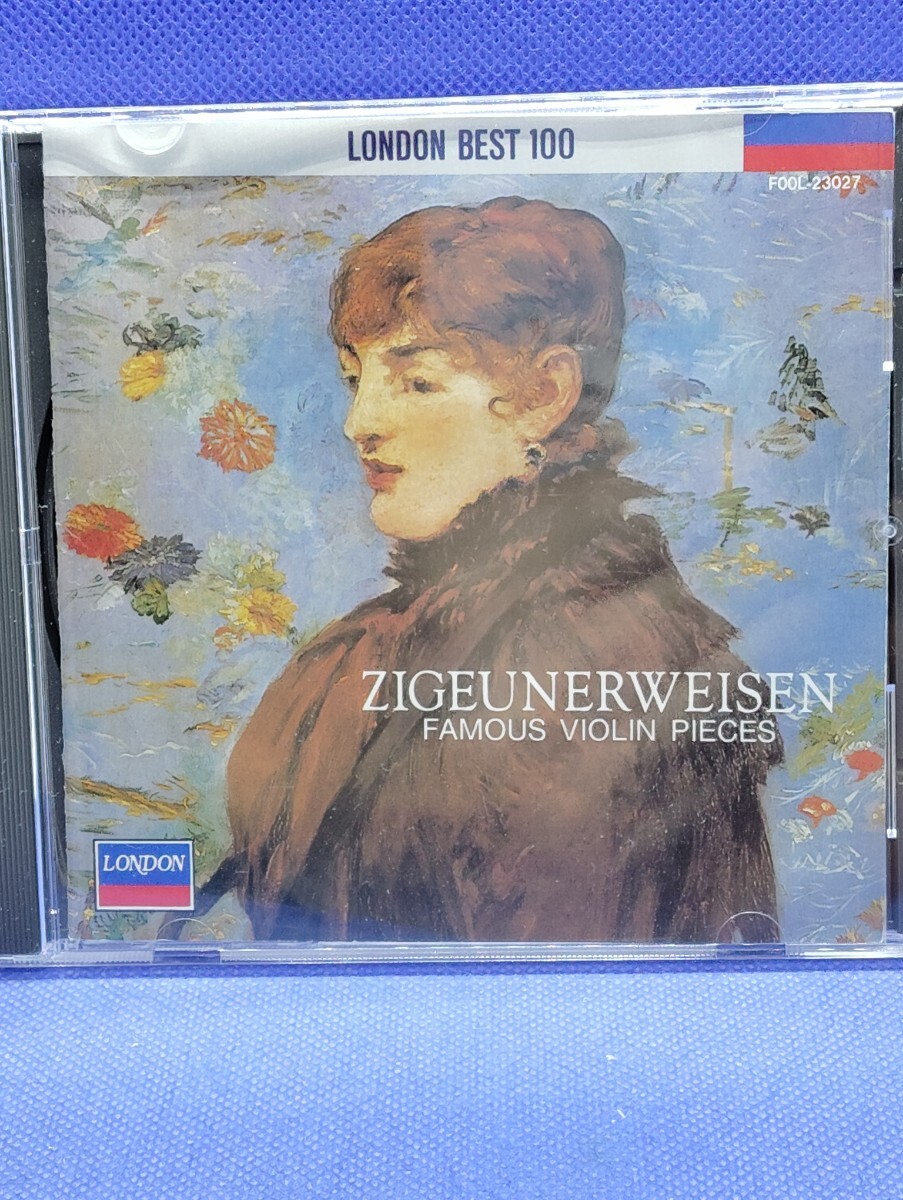 LONDON BEST 100
F00L-23027
ZIGEUNERWEISEN
FAMOUS VIOLIN PIECES
LONDON